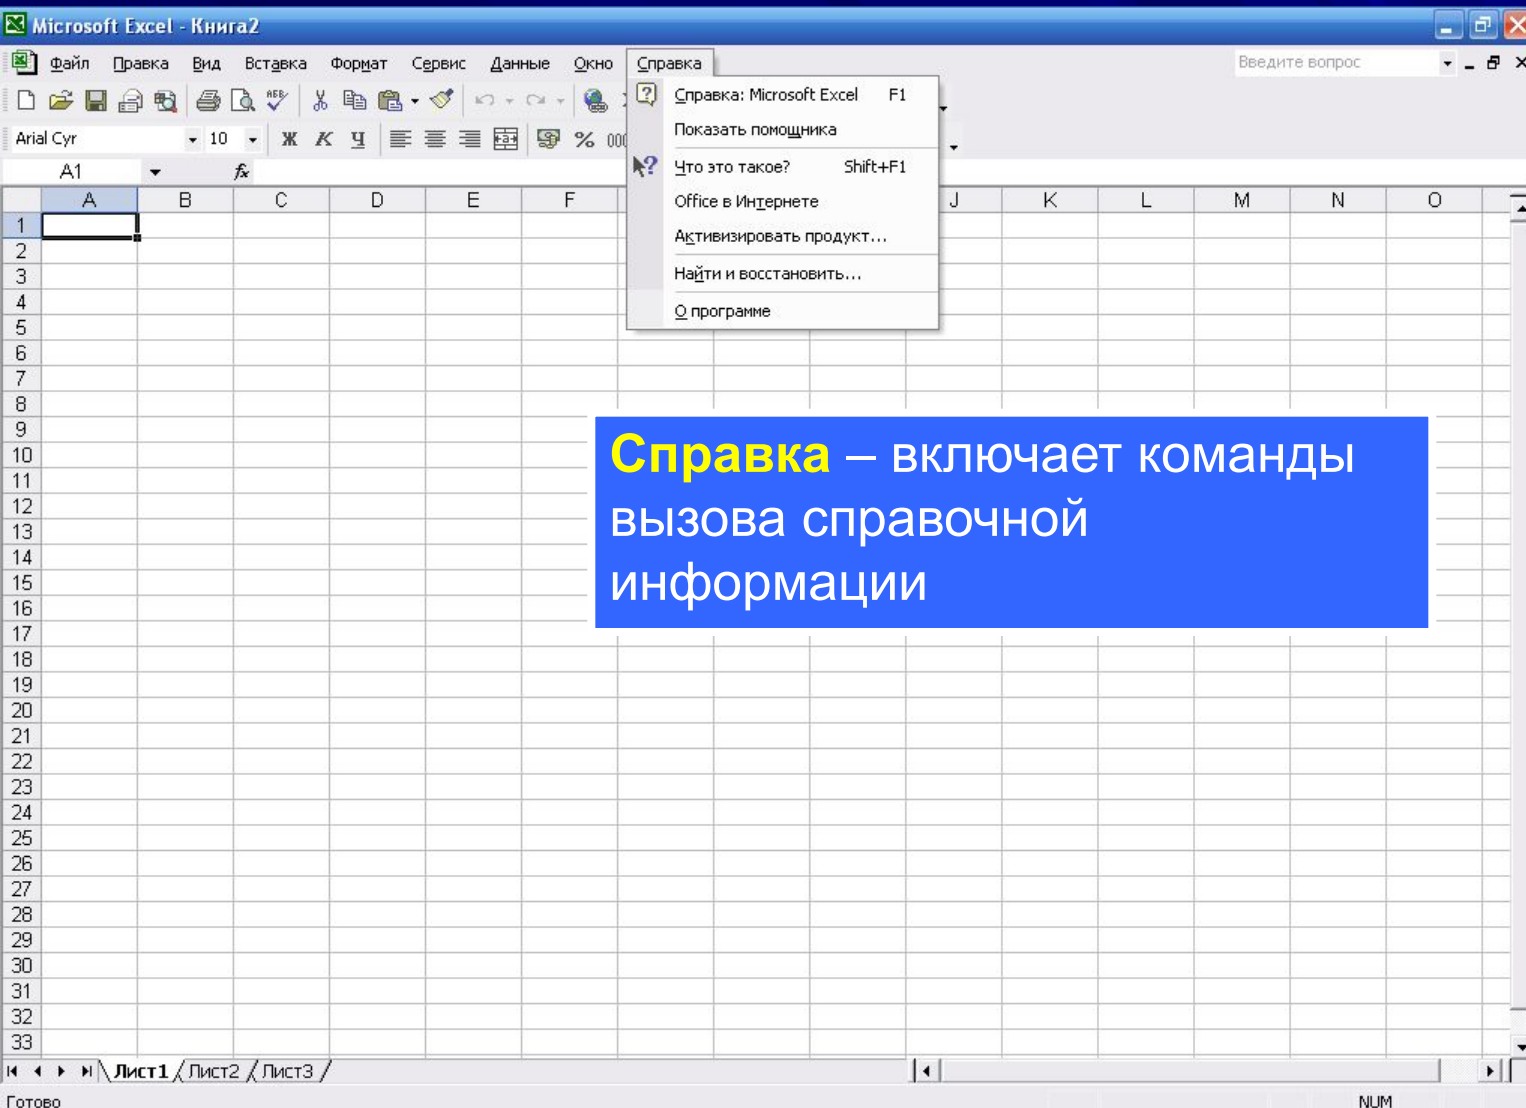 Microsoft Excel - Книга2
Файл Правка Вид Вставка Формат Сервис Данные Окно Справка Введите вопрос
Arial Cyr 10 Ж К Ч % 000
A1 fx
Справка: Microsoft Excel F1
Показать помощника
Что это такое? Shift+F1
Office в Интернете
Активизировать продукт...
Найти и восстановить...
О программе
A B C D E F J K L M N O
1
2
3
4
5
6
7
8
9
10
11
12
13
14
15
16
17
18
19
20
21
22
23
24
25
26
27
28
29
30
31
32
33
Справка – включает команды
вызова справочной
информации
Лист1 Лист2 Лист3
Готово NUM